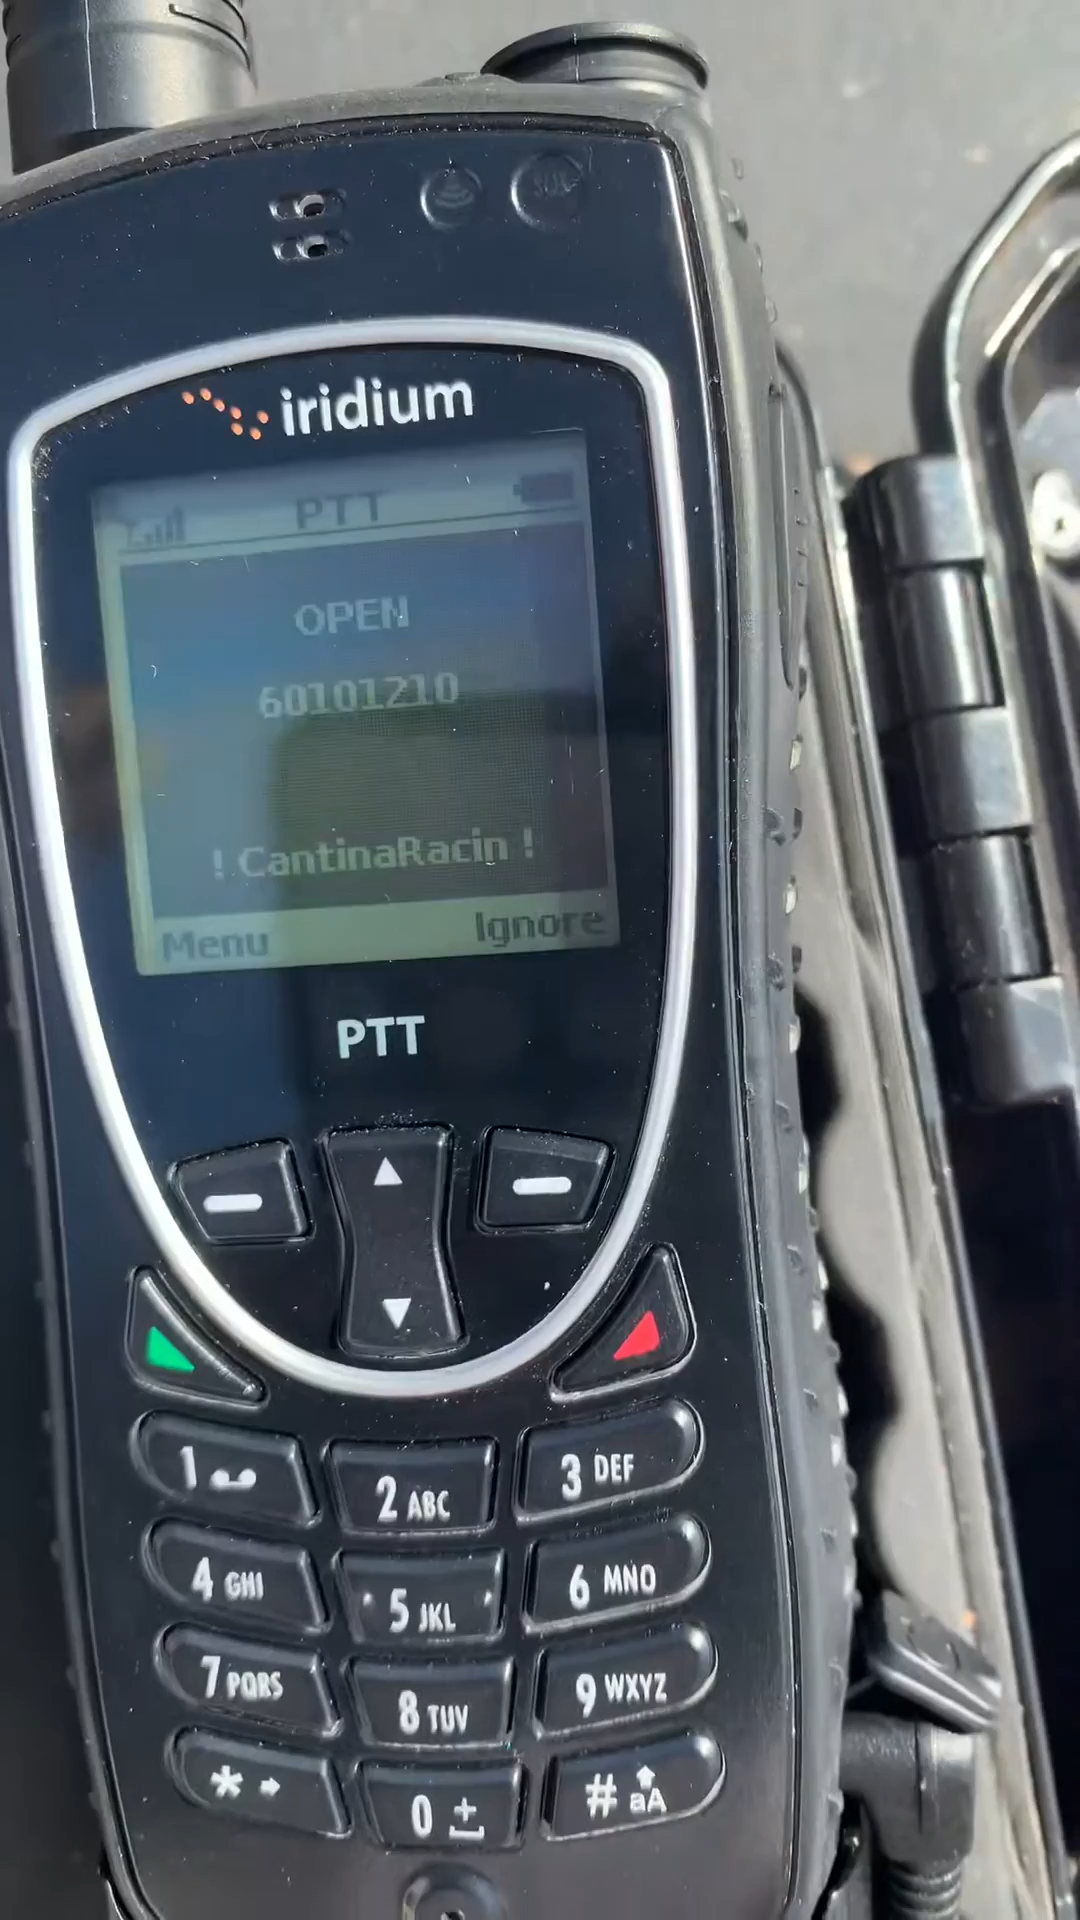 SOS
iridium
PTT
OPEN
60101210
! CantinaRacin !
Menu Ignore
PTT
1 2 ABC 3 DEF
4 GHI 5 JKL 6 MNO
7 PQRS 8 TUV 9 WXYZ
* 0 + # aA